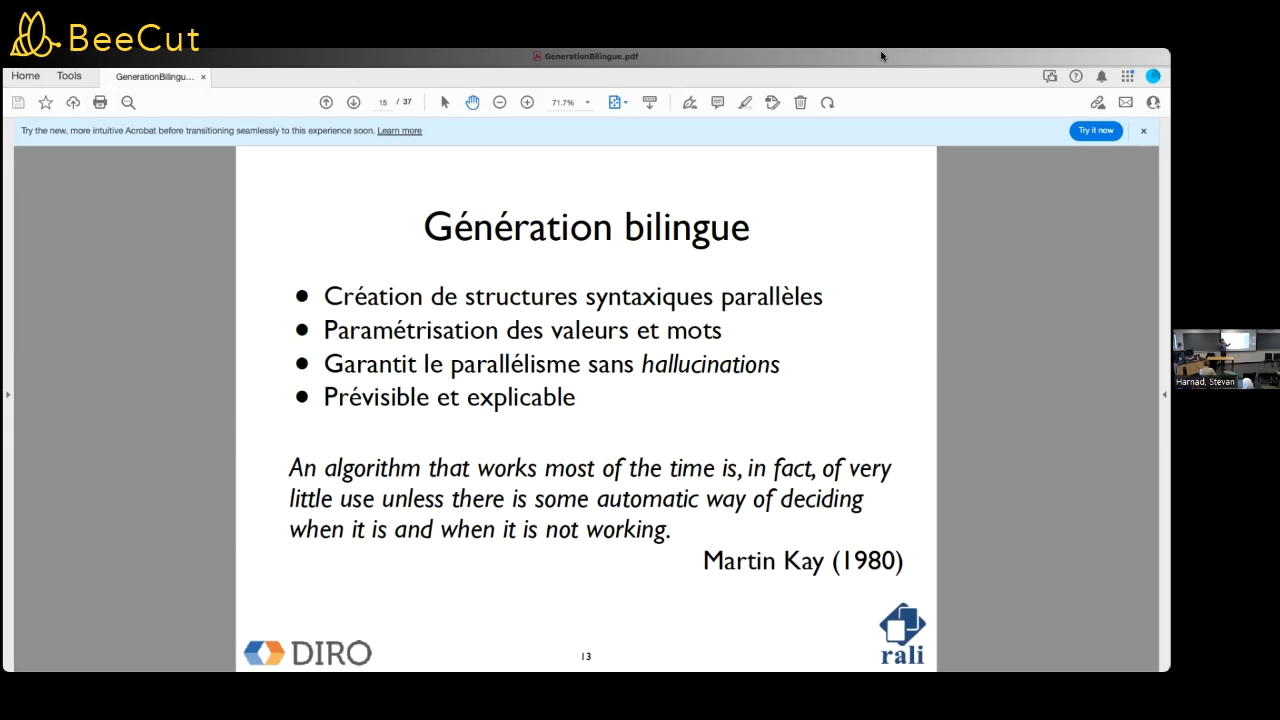 BeeCut
GenerationBilingue.pdf
Home Tools GenerationBilingu... ×
15 / 37 71.7%
Try the new, more intuitive Acrobat before transitioning seamlessly to this experience soon. Learn more Try it now ×
Génération bilingue
● Création de structures syntaxiques parallèles
● Paramétrisation des valeurs et mots
● Garantit le parallélisme sans hallucinations
● Prévisible et explicable
An algorithm that works most of the time is, in fact, of very
little use unless there is some automatic way of deciding
when it is and when it is not working.
Martin Kay (1980)
Harnad, Stevan
DIRO 13 rali